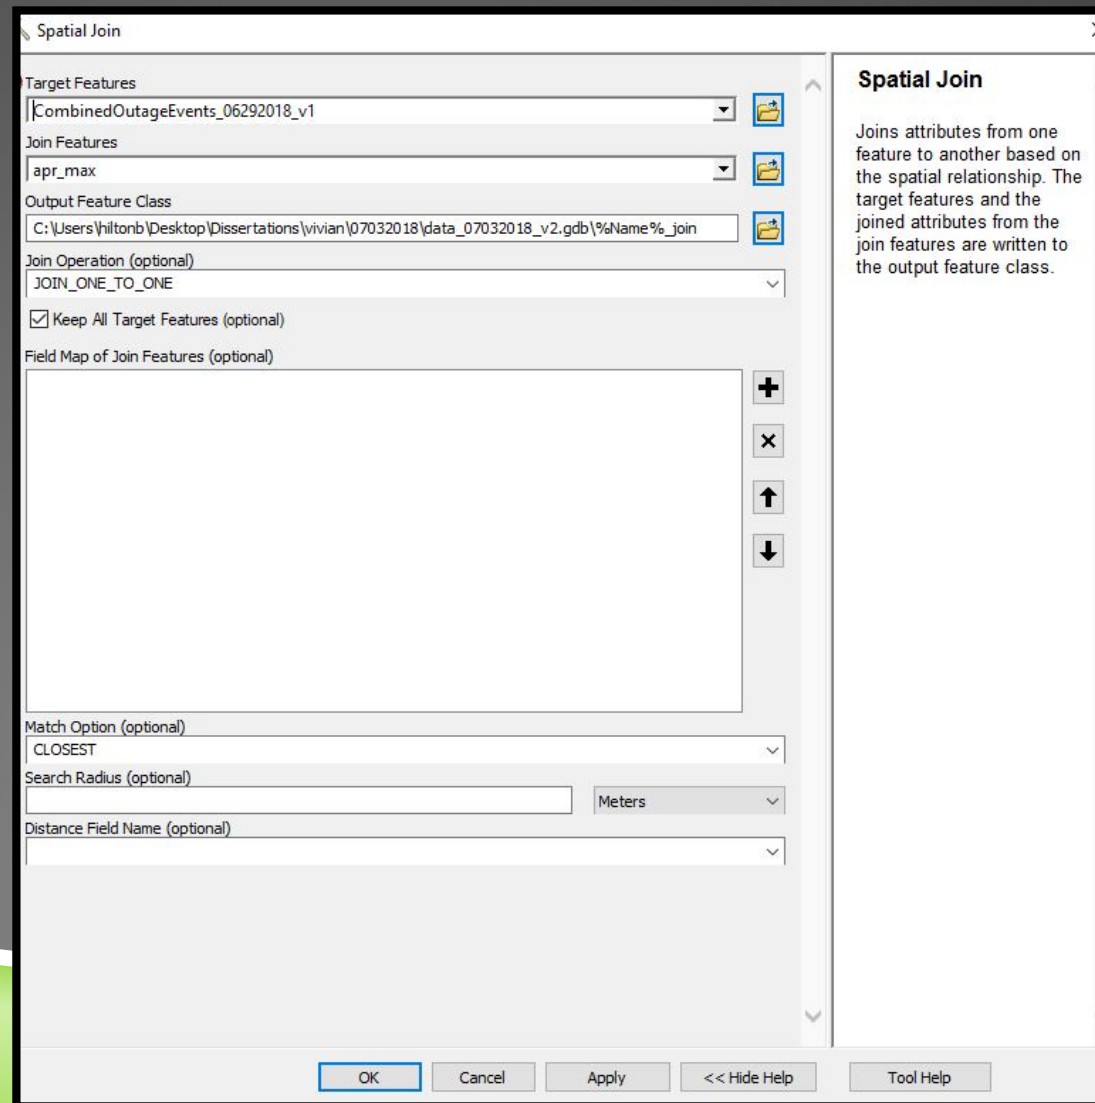 Spatial Join
Target Features
CombinedOutageEvents_06292018_v1
Join Features
apr_max
Output Feature Class
C:\Users\hiltonb\Desktop\Dissertations\vivian\07032018\data_07032018_v2.gdb\%Name%_join
Join Operation (optional)
JOIN_ONE_TO_ONE
Keep All Target Features (optional)
Field Map of Join Features (optional)
Match Option (optional)
CLOSEST
Search Radius (optional)
Meters
Distance Field Name (optional)
OK
Cancel
Apply
<< Hide Help
Tool Help
Spatial Join
Joins attributes from one
feature to another based on
the spatial relationship. The
target features and the
joined attributes from the
join features are written to
the output feature class.